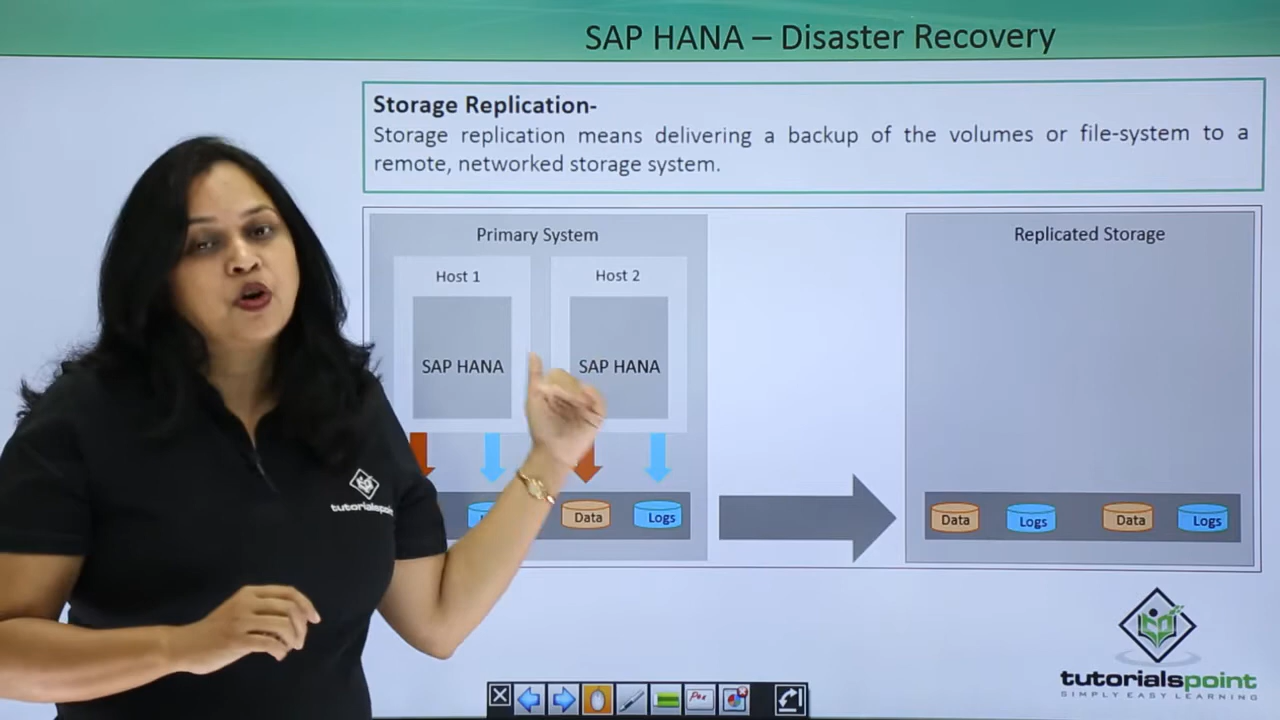 SAP HANA – Disaster Recovery
Storage Replication-
Storage replication means delivering a backup of the volumes or file-system to a
remote, networked storage system.
Primary System
Replicated Storage
Host 1
Host 2
SAP HANA
SAP HANA
Data
Logs
Data
Logs
Data
Logs
tutorialspoint
tutorialspoint
SIMPLY EASY LEARNING